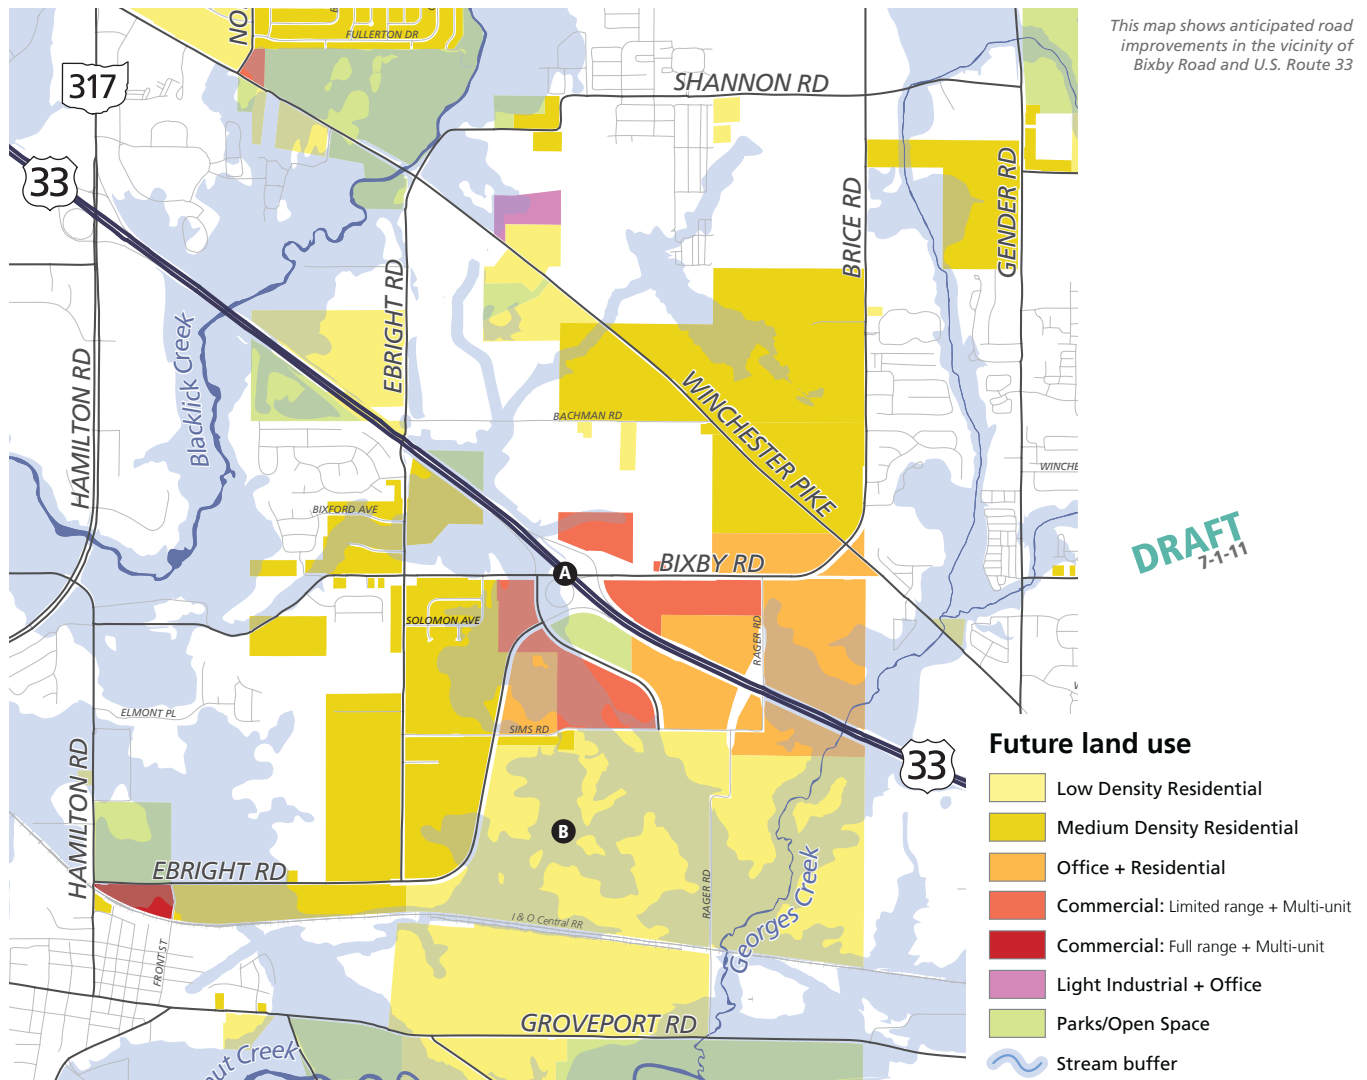 This map shows anticipated road
improvements in the vicinity of
Bixby Road and U.S. Route 33
NO
FULLERTON DR
317
SHANNON RD
33
GENDER RD
BRICE RD
EBRIGHT RD
HAMILTON RD
Blacklick Creek
WINCHESTER PIKE
BACHMAN RD
WINCHE
BIXFORD AVE
DRAFT
7-1-11
BIXBY RD
A
SOLOMON AVE
RAGER RD
ELMONT PL
SIMS RD
HAMILTON RD
33
B
EBRIGHT RD
RAGER RD
Georges Creek
I & O Central RR
FRONT ST
GROVEPORT RD
ut Creek
Future land use
Low Density Residential
Medium Density Residential
Office + Residential
Commercial: Limited range + Multi-unit
Commercial: Full range + Multi-unit
Light Industrial + Office
Parks/Open Space
Stream buffer